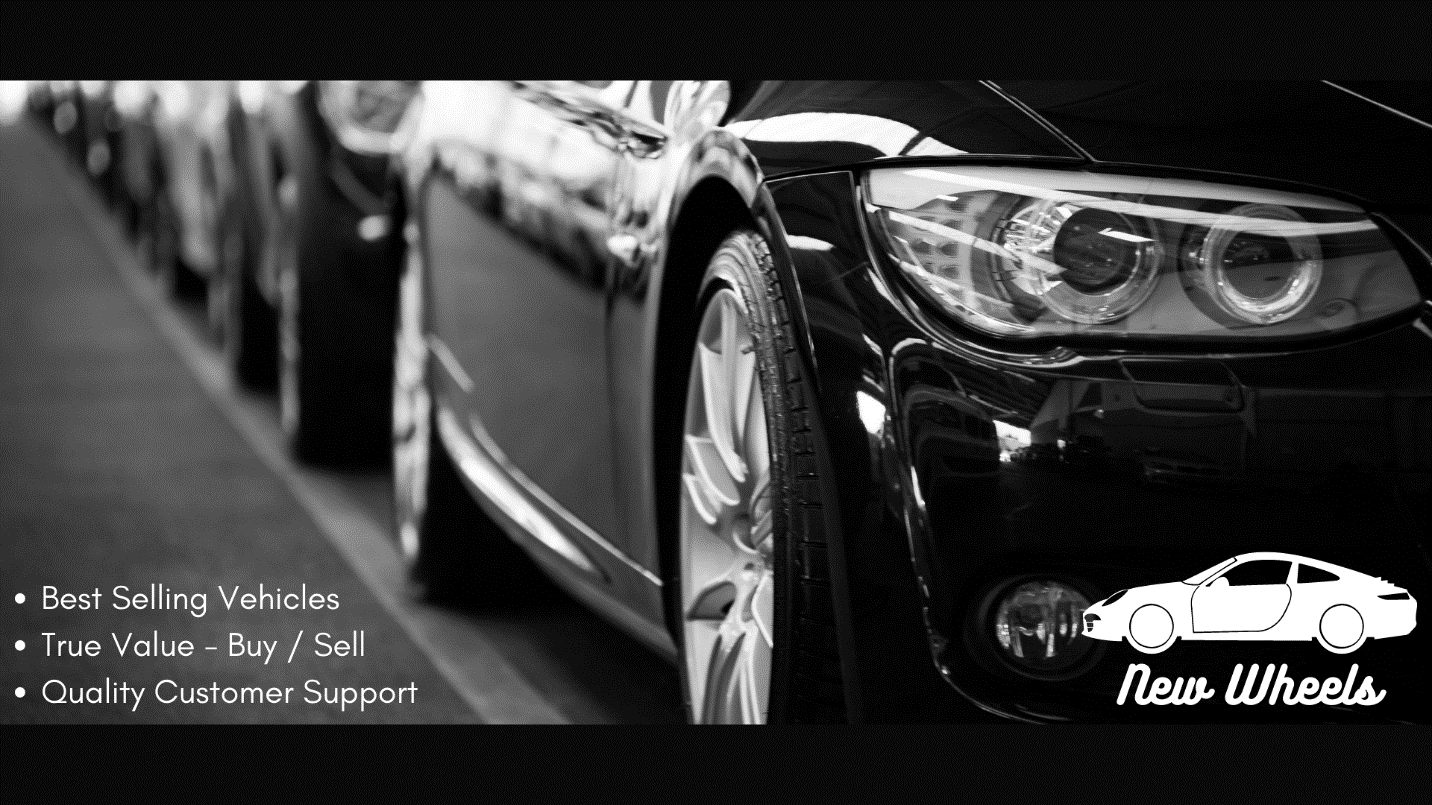 • Best Selling Vehicles
• True Value - Buy / Sell
• Quality Customer Support
New Wheels